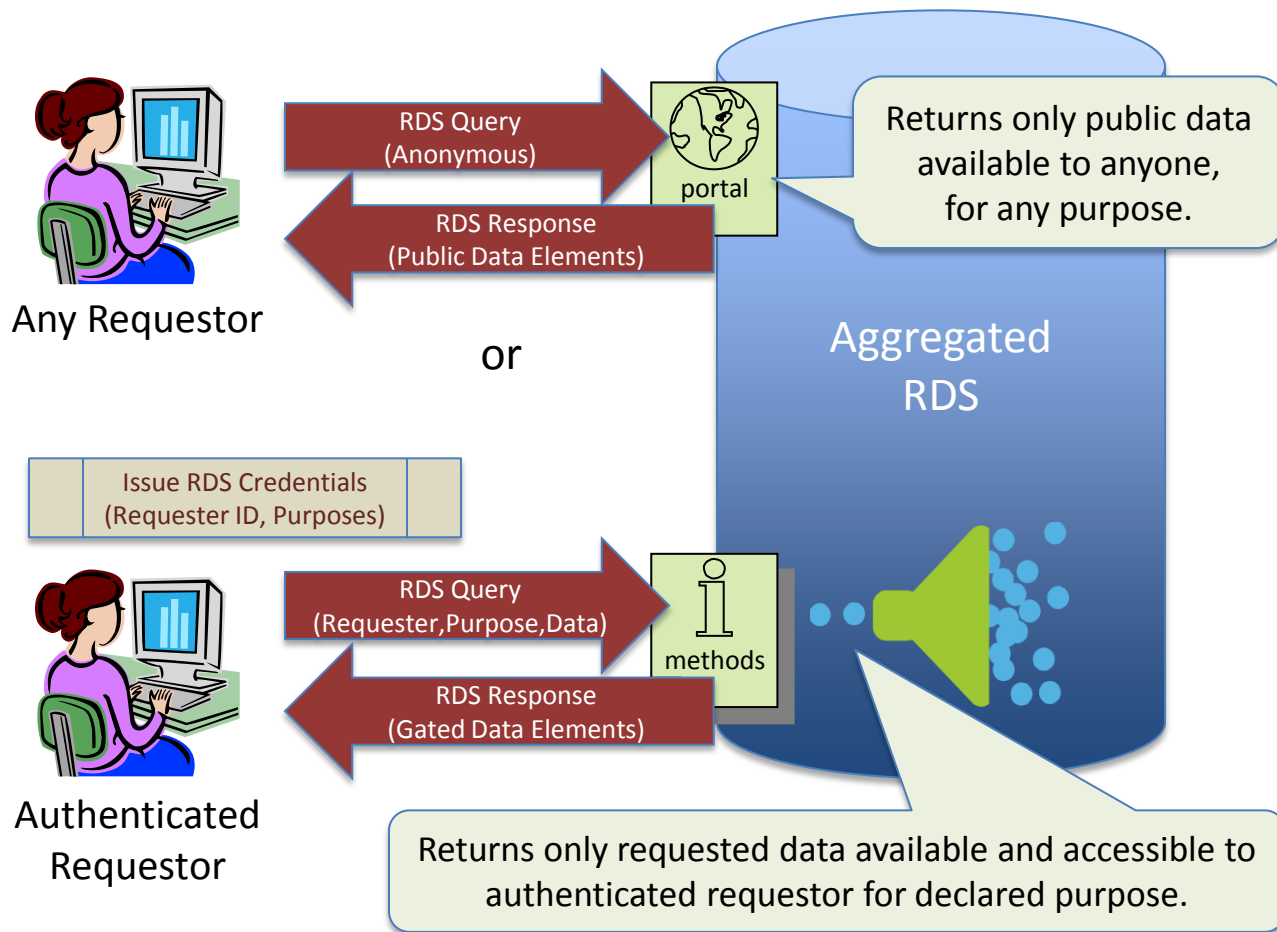 RDS Query
(Anonymous)
portal
Returns only public data
available to anyone,
for any purpose.
RDS Response
(Public Data Elements)
Any Requestor
or
Aggregated
RDS
Issue RDS Credentials
(Requester ID, Purposes)
RDS Query
(Requester,Purpose,Data)
i
methods
RDS Response
(Gated Data Elements)
Authenticated
Requestor
Returns only requested data available and accessible to
authenticated requestor for declared purpose.